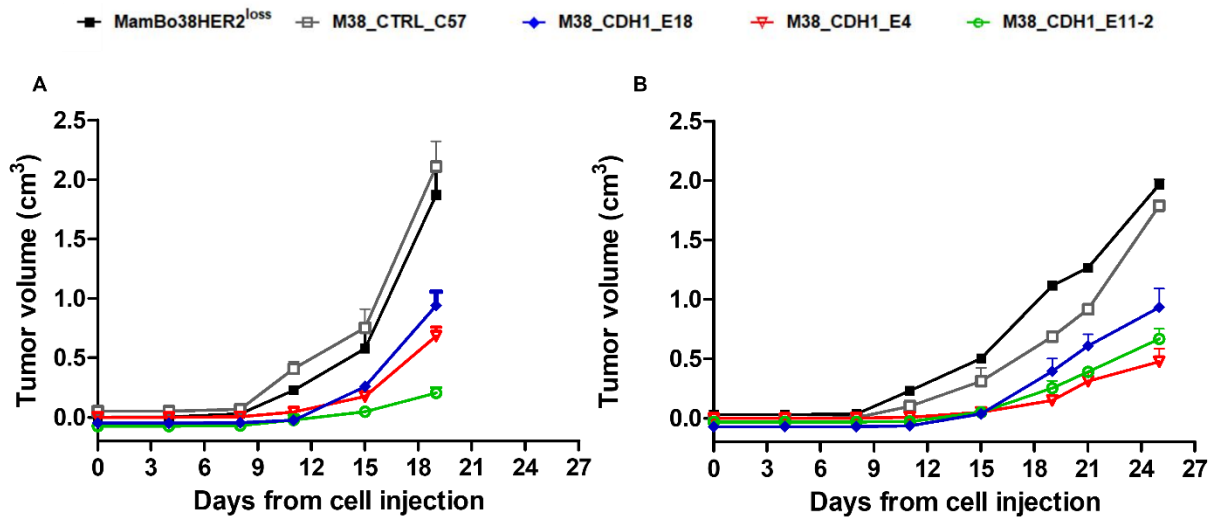 MamBo38HER2loss M38_CTRL_C57 M38_CDH1_E18 M38_CDH1_E4 M38_CDH1_E11-2
A
Tumor volume (cm3)
2.5
2.0
1.5
1.0
0.5
0.0
0 3 6 9 12 15 18 21 24 27
Days from cell injection
B
Tumor volume (cm3)
2.5
2.0
1.5
1.0
0.5
0.0
0 3 6 9 12 15 18 21 24 27
Days from cell injection